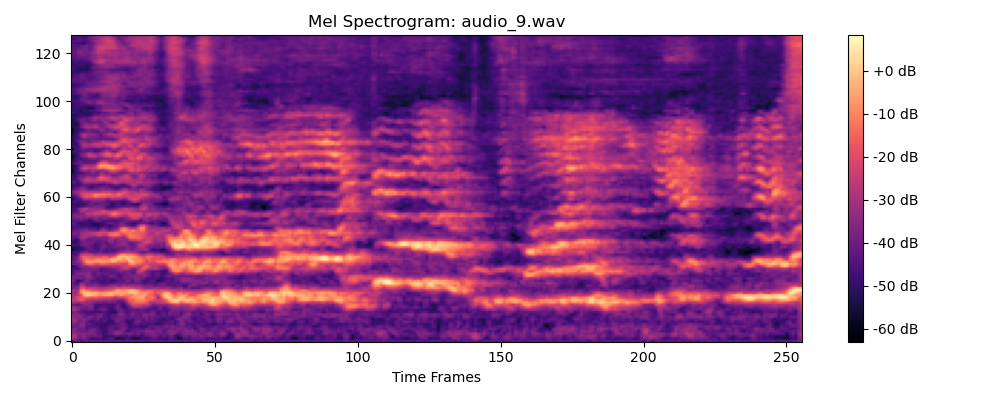 Mel Spectrogram: audio_9.wav
Mel Filter Channels
120
100
80
60
40
20
0
0 50 100 150 200 250
Time Frames
+0 dB
-10 dB
-20 dB
-30 dB
-40 dB
-50 dB
-60 dB